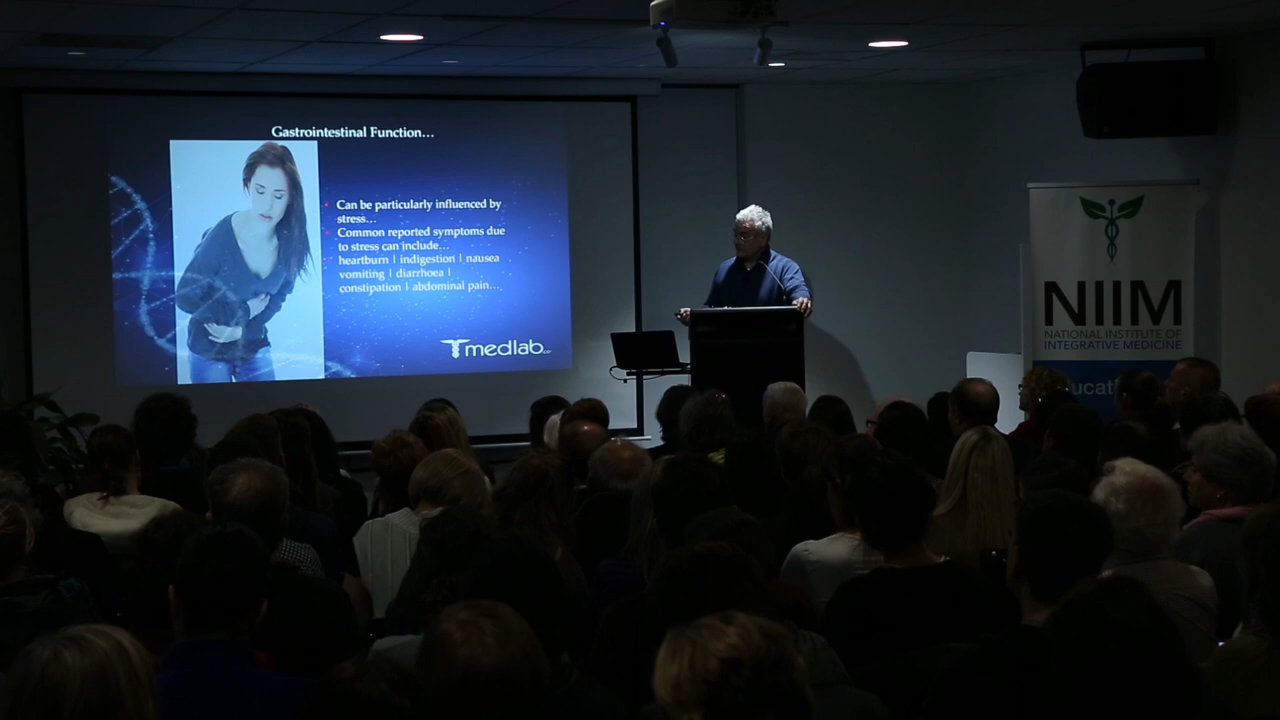 Gastrointestinal Function...
Can be particularly influenced by
stress...
Common reported symptoms due
to stress can include...
heartburn | indigestion | nausea
vomiting | diarrhoea |
constipation | abdominal pain...
medlab
NIIM
NATIONAL INSTITUTE OF
INTEGRATIVE MEDICINE
ucat